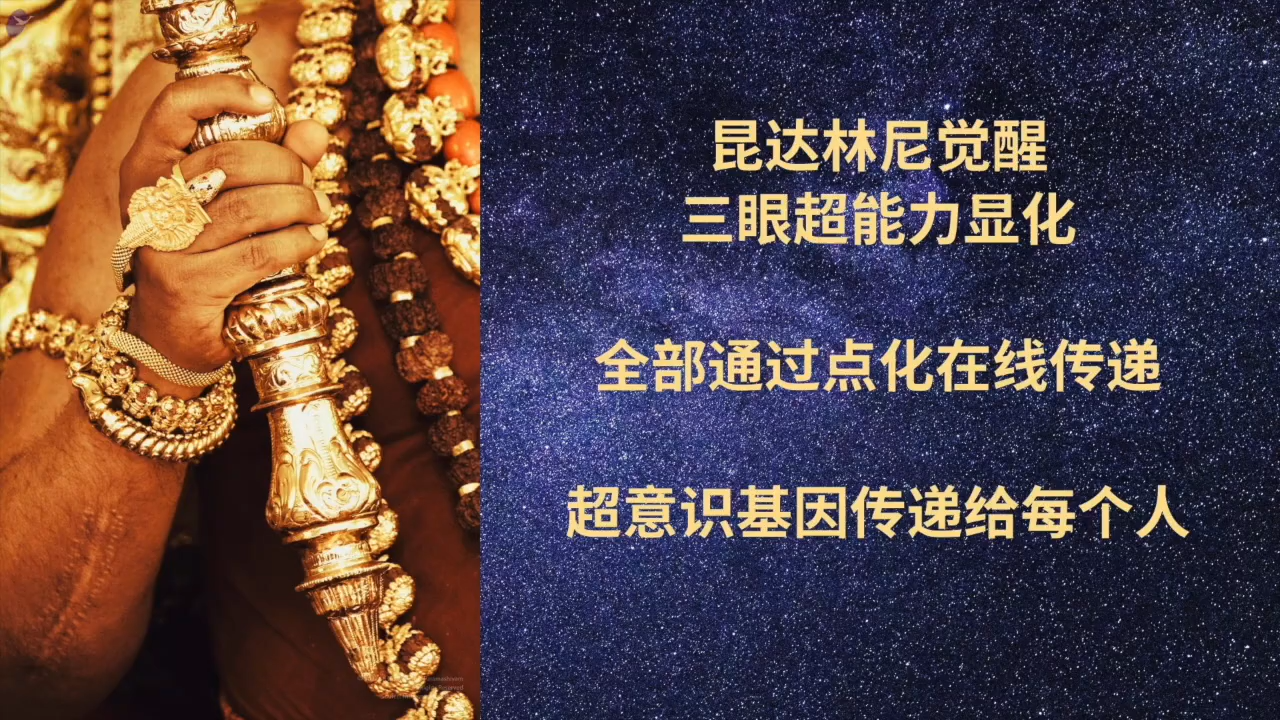 昆达林尼觉醒
三眼超能力显化
全部通过点化在线传递
超意识基因传递给每个人